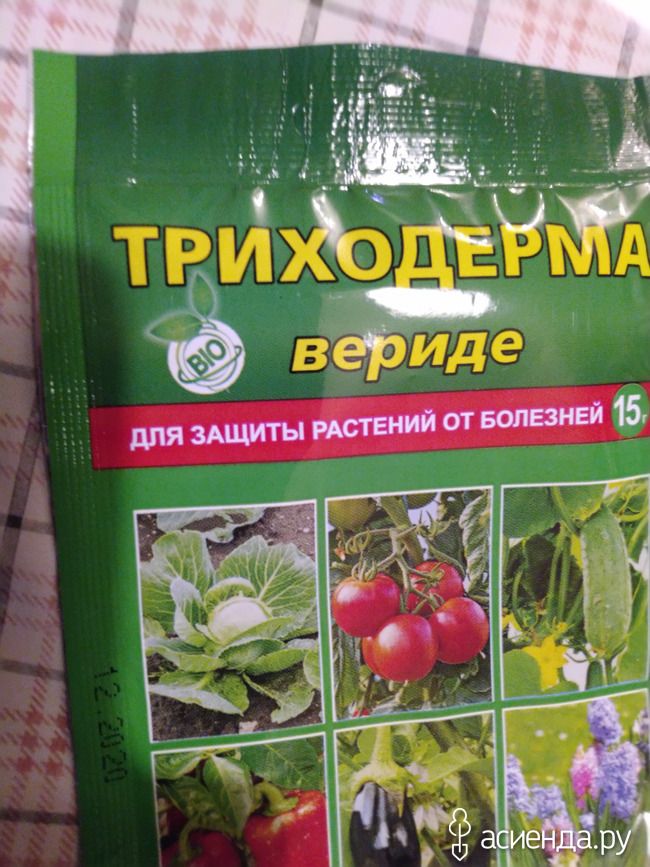 ТРИХОДЕРМА
BIO
вериде
ДЛЯ ЗАЩИТЫ РАСТЕНИЙ ОТ БОЛЕЗНЕЙ 15г
12.2020
асиенда.ру